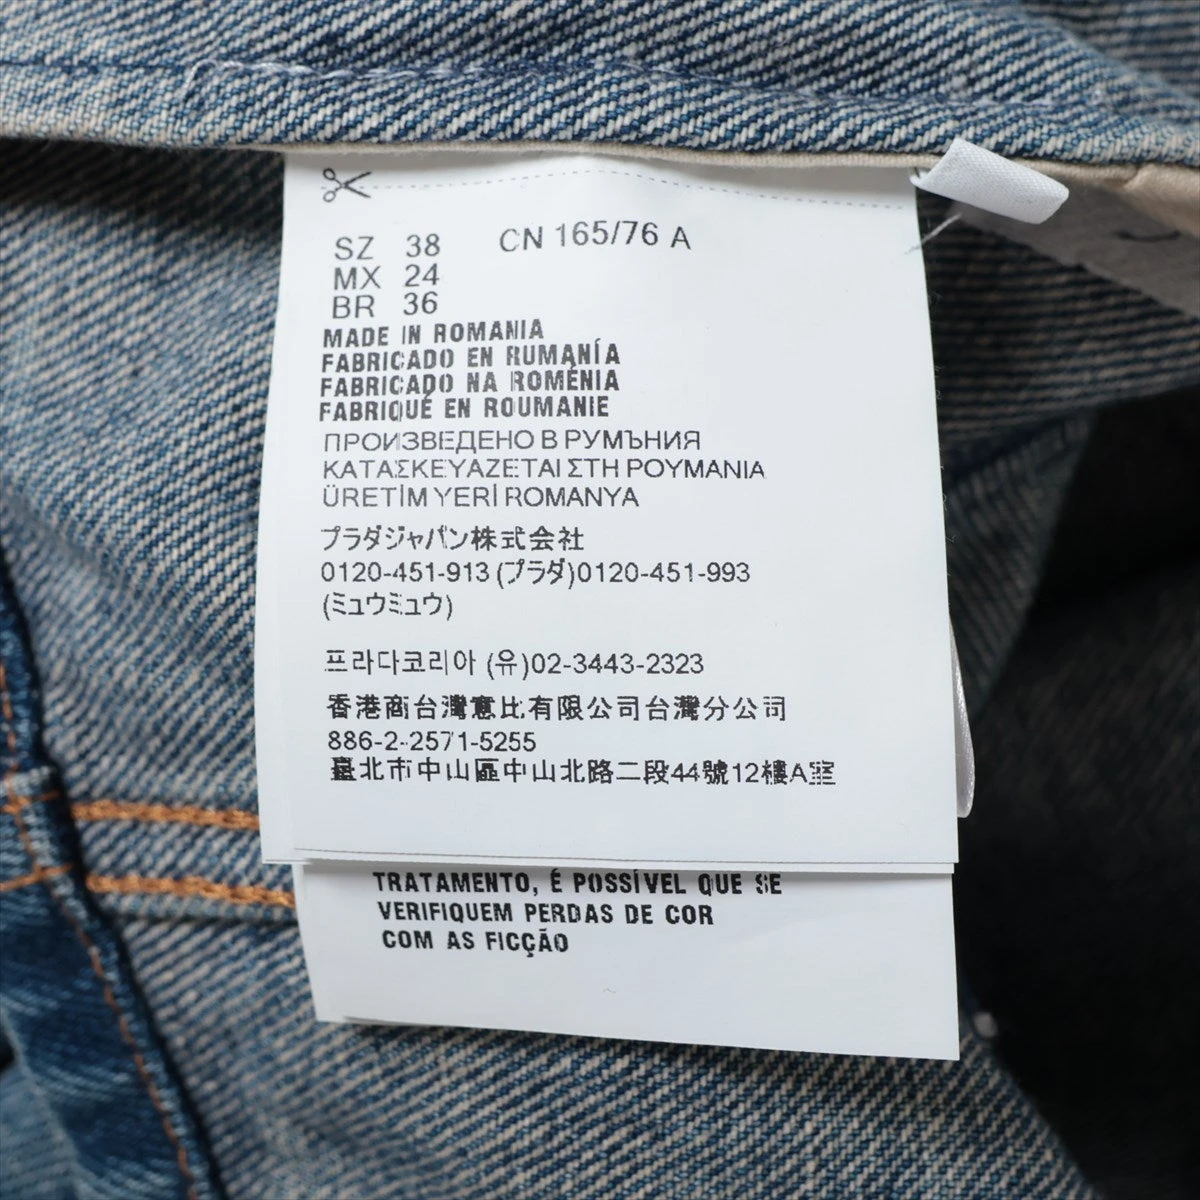 SZ 38 CN 165/76 A
MX 24
BR 36
MADE IN ROMANIA
FABRICADO EN RUMANÍA
FABRICADO NA ROMÉNIA
FABRIQUÉ EN ROUMANIE
ПРОИЗВЕДЕНО В РУМЪНИЯ
ΚΑΤΑΣΚΕΥΑΖΕΤΑΙ ΣΤΗ ΡΟΥΜΑΝΙΑ
ÜRETİM YERİ ROMANYA
プラダジャパン株式会社
0120-451-913 (プラダ)0120-451-993
(ミュウミュウ)
프라다코리아 (유)02-3443-2323
香港商台灣意比有限公司台灣分公司
886-2-2571-5255
臺北市中山區中山北路二段44號12樓A室
TRATAMENTO, É POSSÍVEL QUE SE
VERIFIQUEM PERDAS DE COR
COM AS FICÇÃO